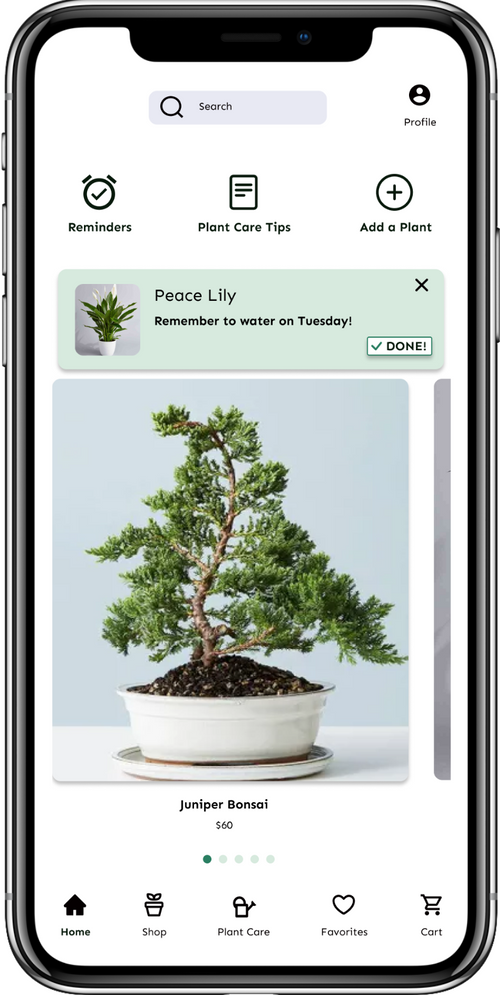 Search
Profile
Reminders
Plant Care Tips
Add a Plant
Peace Lily
Remember to water on Tuesday!
DONE!
Juniper Bonsai
$60
Home
Shop
Plant Care
Favorites
Cart